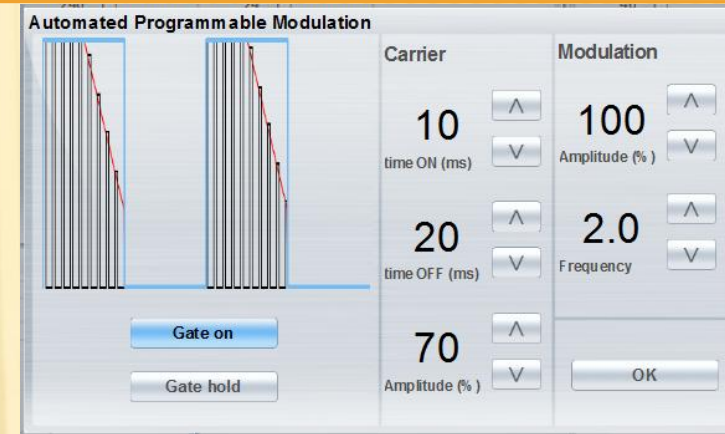 Automated Programmable Modulation
Carrier
Modulation
10
time ON (ms)
100
Amplitude (% )
20
time OFF (ms)
2.0
Frequency
70
Amplitude (% )
Gate on
Gate hold
OK